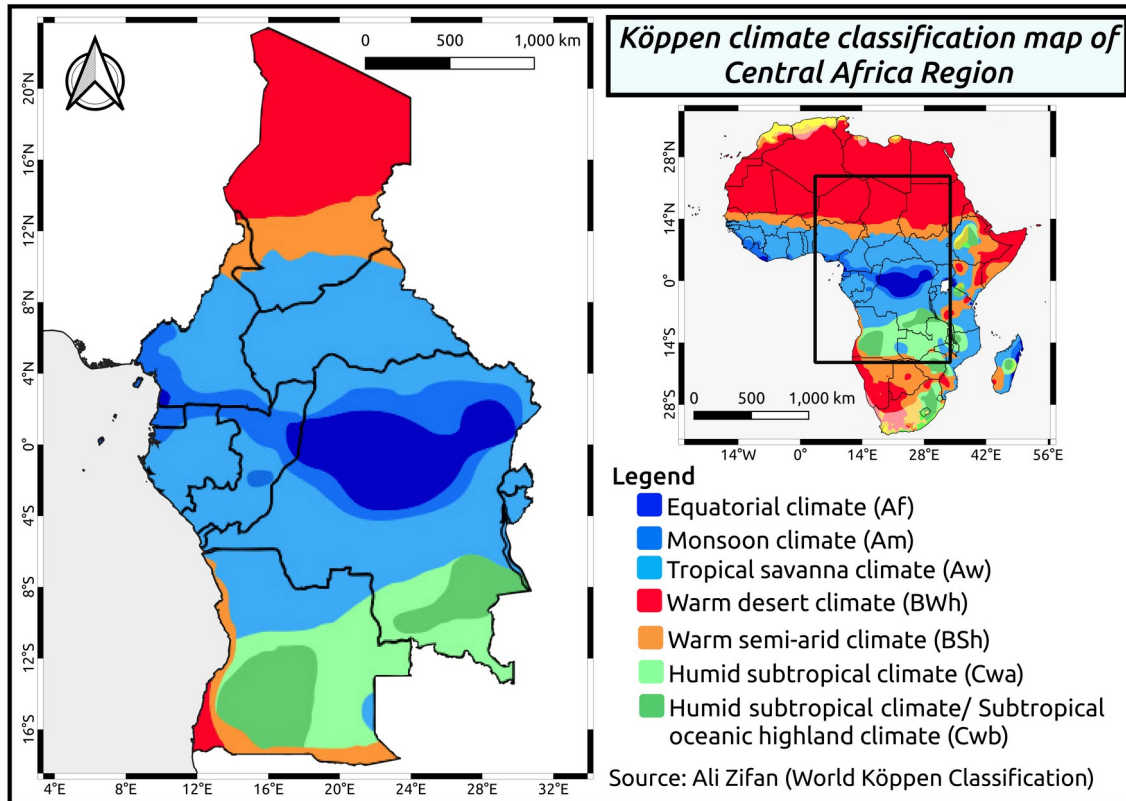 Köppen climate classification map of
Central Africa Region
0 500 1,000 km
20°N
16°N
12°N
8°N
4°N
0°
4°S
8°S
12°S
16°S
4°E 8°E 12°E 16°E 20°E 24°E 28°E 32°E
28°N
14°N
0°
14°S
28°S
0 500 1,000 km
14°W 0° 14°E 28°E 42°E 56°E
Legend
Equatorial climate (Af)
Monsoon climate (Am)
Tropical savanna climate (Aw)
Warm desert climate (BWh)
Warm semi-arid climate (BSh)
Humid subtropical climate (Cwa)
Humid subtropical climate/ Subtropical
oceanic highland climate (Cwb)
Source: Ali Zifan (World Köppen Classification)